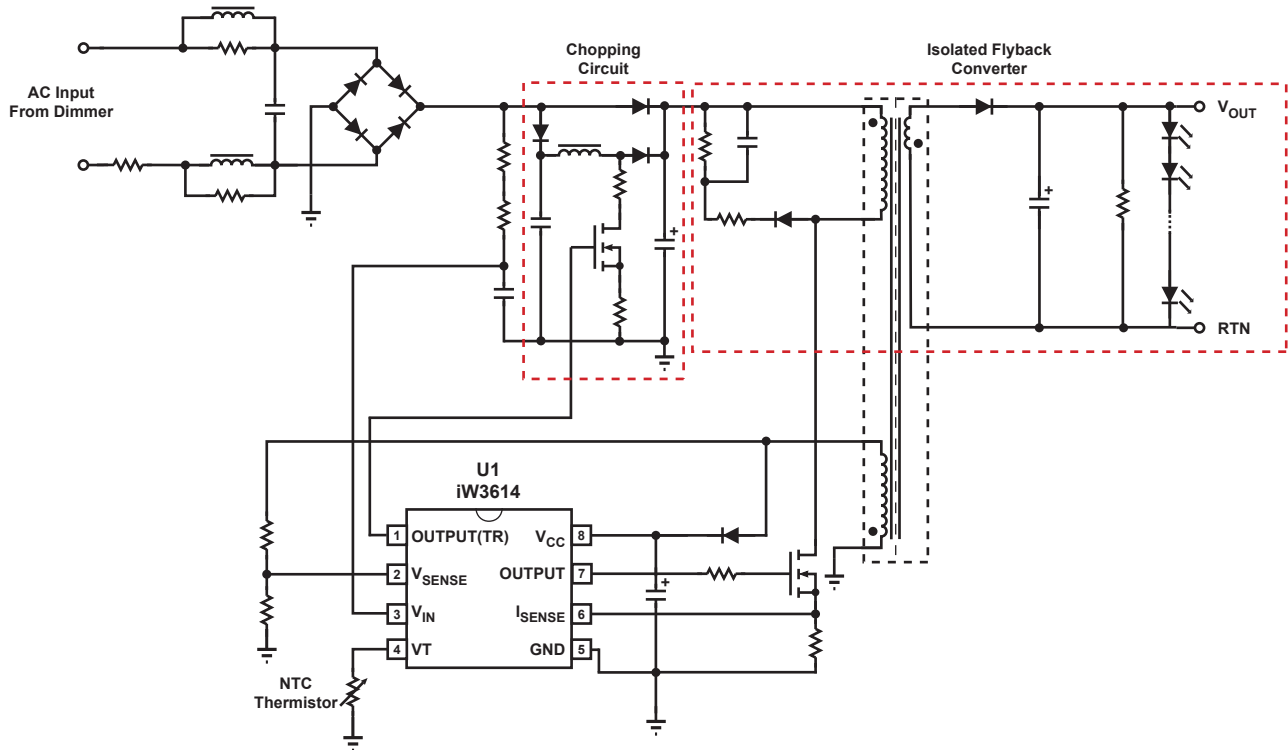 Chopping
Circuit
Isolated Flyback
Converter
AC Input
From Dimmer
VOUT
+
+
RTN
U1
iW3614
1 OUTPUT(TR) VCC 8
2 VSENSE OUTPUT 7
+
3 VIN ISENSE 6
4 VT GND 5
NTC
Thermistor